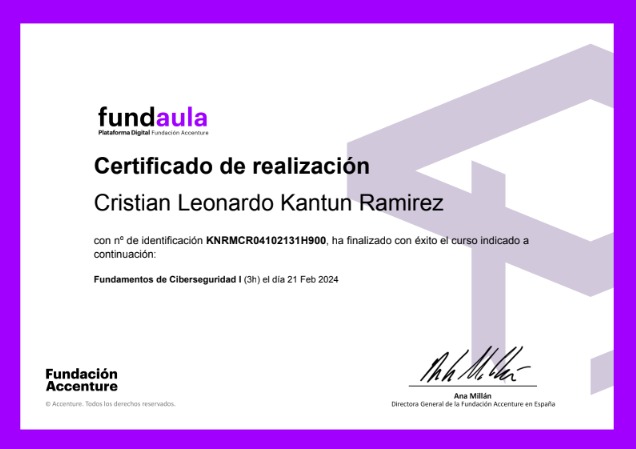 fundaula
Plataforma Digital Fundación Accenture
Certificado de realización
Cristian Leonardo Kantun Ramirez
con nº de identificación KNRMCR04102131H900, ha finalizado con éxito el curso indicado a
continuación:
Fundamentos de Ciberseguridad I (3h) el día 21 Feb 2024
Fundación
Accenture
© Accenture. Todos los derechos reservados.
Ana Millán
Ana Millán
Directora General de la Fundación Accenture en España